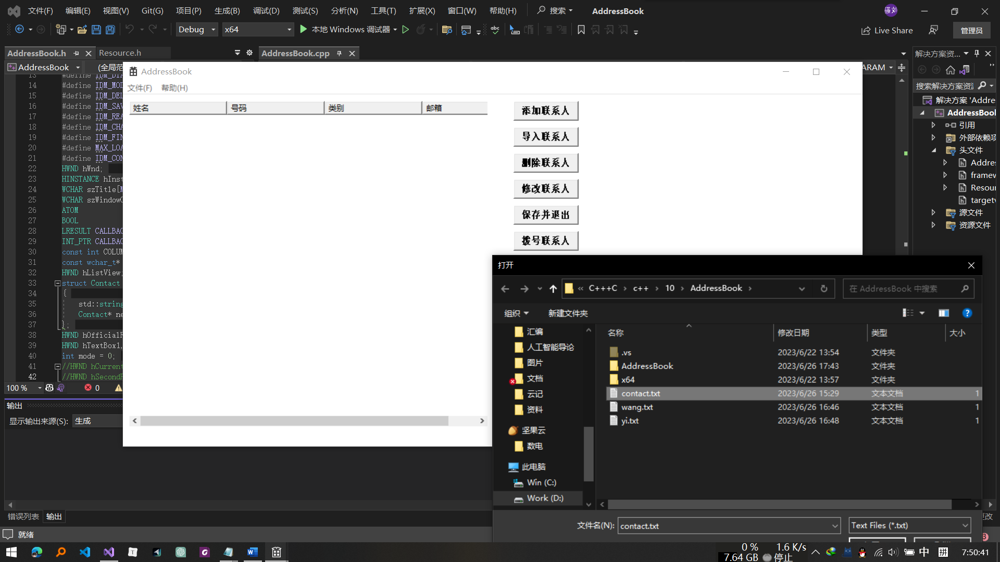 文件(F) 编辑(E) 视图(V) Git(G) 项目(P) 生成(B) 调试(D) 测试(S) 分析(N) 工具(T) 扩展(X) 窗口(W) 帮助(H) 搜索 AddressBook
Debug x64 本地 Windows 调试器 Live Share 管理员
AddressBook.h Resource.h AddressBook.cpp 解决方案资...
AddressBook (全局范 ARAM
搜索解决方案资源
AddressBook
文件(F) 帮助(H)
姓名 号码 类别 邮箱
添加联系人
导入联系人
删除联系人
修改联系人
保存并退出
拨号联系人
13 #define IDM_DIA
14 #define IDM_MOD
15 #define IDM_DEL
16 #define IDM_SAV
17 #define IDM_REA
18 #define IDM_CHA
19 #define IDM_FIN
20 #define MAX_LOA
21 #define IDM_CON
22 HWND hWnd;
23 HINSTANCE hInst
24 WCHAR szTitle[M
25 WCHAR szWindowC
26 ATOM
27 BOOL
28 LRESULT CALLBAC
29 INT_PTR CALLBAC
30 const int COLUM
31 const wchar_t*
32 HWND hListView;
33 struct Contact
34 {
35 std::string
36 Contact* ne
37 };
38 HWND hOfficialF
39 HWND hTextBox1,
40 int mode = 0;
41 //HWND hCurrent
42 //HWND hSecondF
100 % 0
输出
显示输出来源(S): 生成
错误列表 输出
就绪
解决方案 'Addre
AddressBool
引用
外部依赖项
头文件
Addres
framew
Resour
targetv
源文件
资源文件
打开
« C+++C › c++ › 10 › AddressBook ›
在 AddressBook 中搜索
组织 新建文件夹
汇编
人工智能导论
图片
文档
云记
资料
坚果云
数电
此电脑
Win (C:)
Work (D:)
名称 修改日期 类型 大小
.vs 2023/6/22 13:54 文件夹
AddressBook 2023/6/26 17:43 文件夹
x64 2023/6/22 13:57 文件夹
contact.txt 2023/6/26 15:29 文本文档 1
wang.txt 2023/6/26 16:46 文本文档 1
yi.txt 2023/6/26 16:48 文本文档 1
文件名(N): contact.txt Text Files (*.txt)
更改
0 % 1.6 K/s
7.64 GB 停止
中 拼 7:50:41